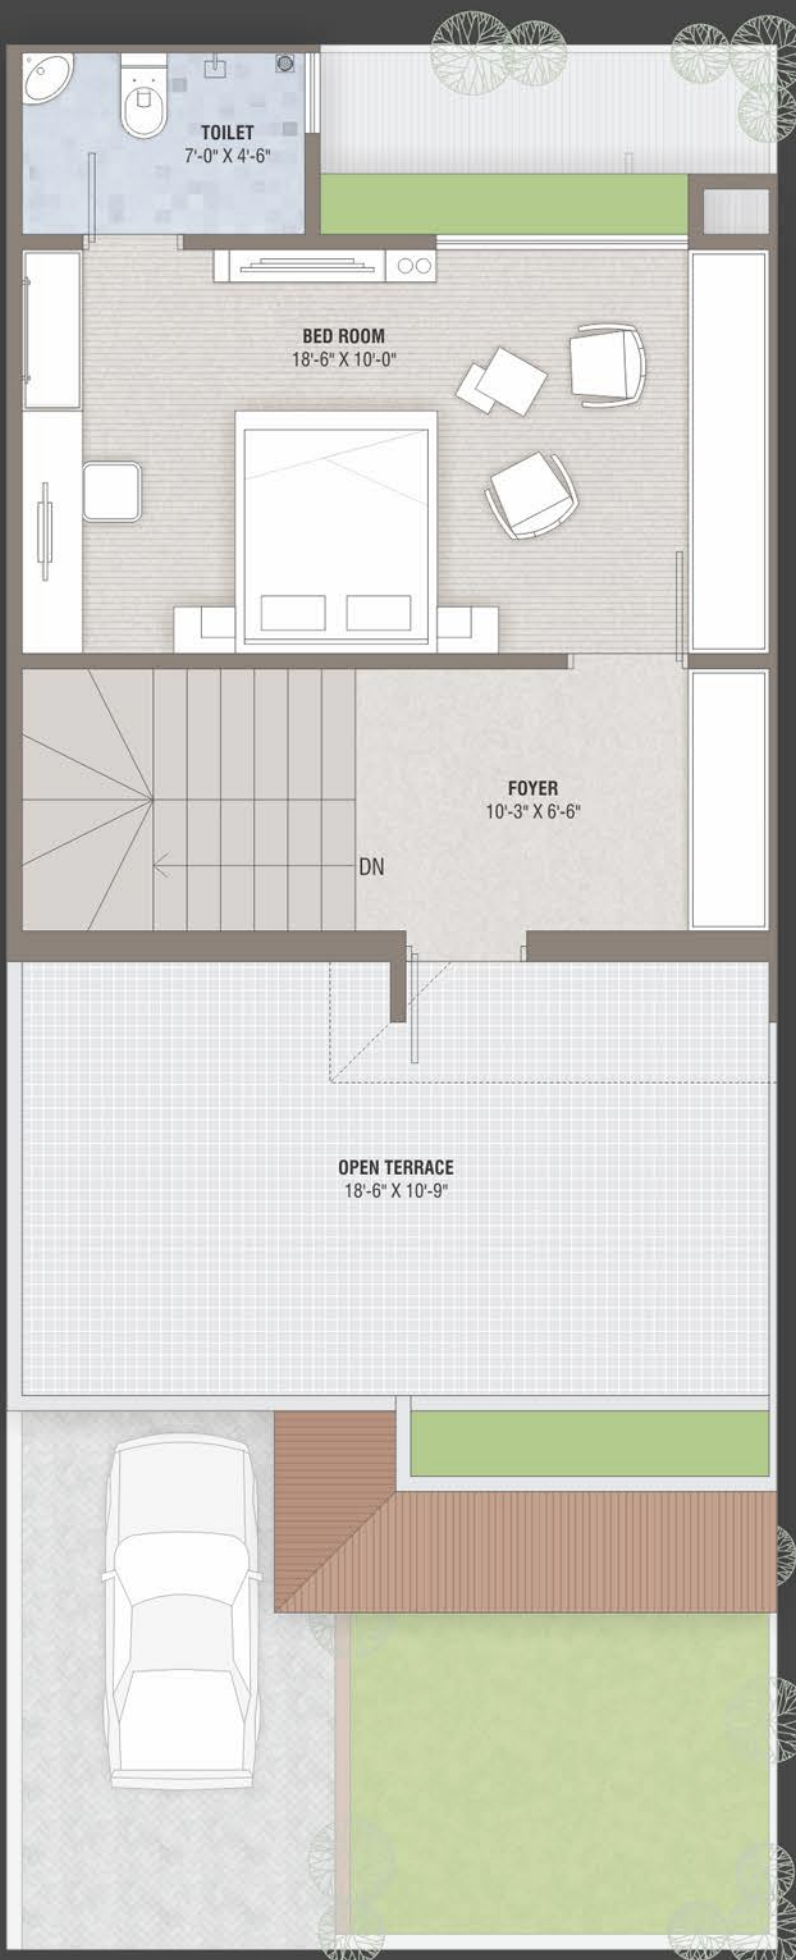 TOILET
7'-0" X 4'-6"
BED ROOM
18'-6" X 10'-0"
FOYER
10'-3" X 6'-6"
DN
OPEN TERRACE
18'-6" X 10'-9"